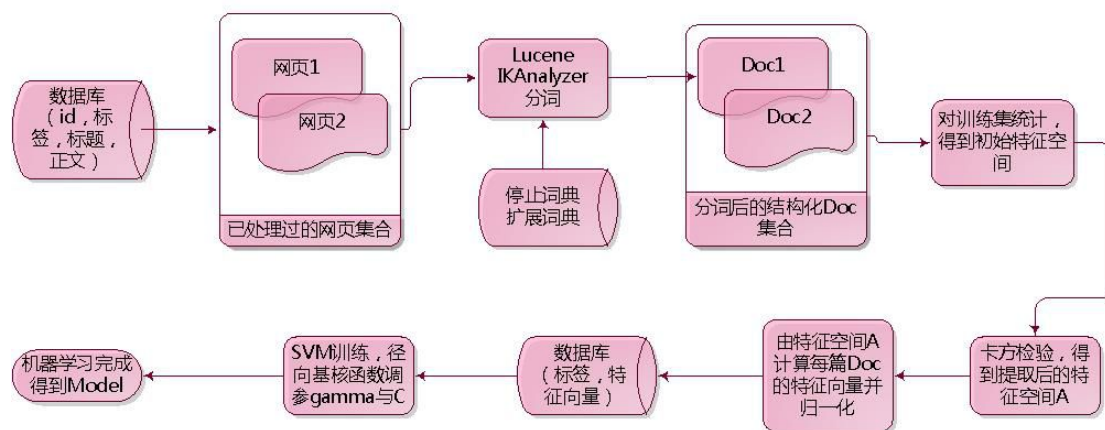 数据库
（id，标
签，标题，
正文）
网页1
网页2
已处理过的网页集合
Lucene
IKAnalyzer
分词
停止词典
扩展词典
Doc1
Doc2
分词后的结构化Doc
集合
对训练集统计，
得到初始特征空
间
卡方检验，得
到提取后的特
征空间A
由特征空间A
计算每篇Doc
的特征向量并
归一化
数据库
（标签，特
征向量）
SVM训练，径
向基核函数调
参gamma与C
机器学习完成
得到Model